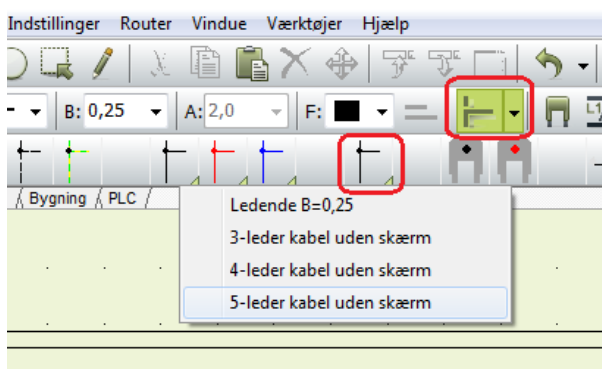 Indstillinger Router Vindue Værktøjer Hjælp
B: 0,25 A: 2,0 F: L1
Bygning PLC
Ledende B=0,25
3-leder kabel uden skærm
4-leder kabel uden skærm
5-leder kabel uden skærm